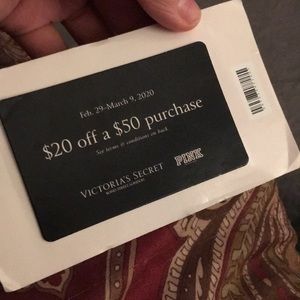 Feb. 29–March 9, 2020
$20 off a $50 purchase
See terms & conditions on back.
VICTORIA'S SECRET
PINK